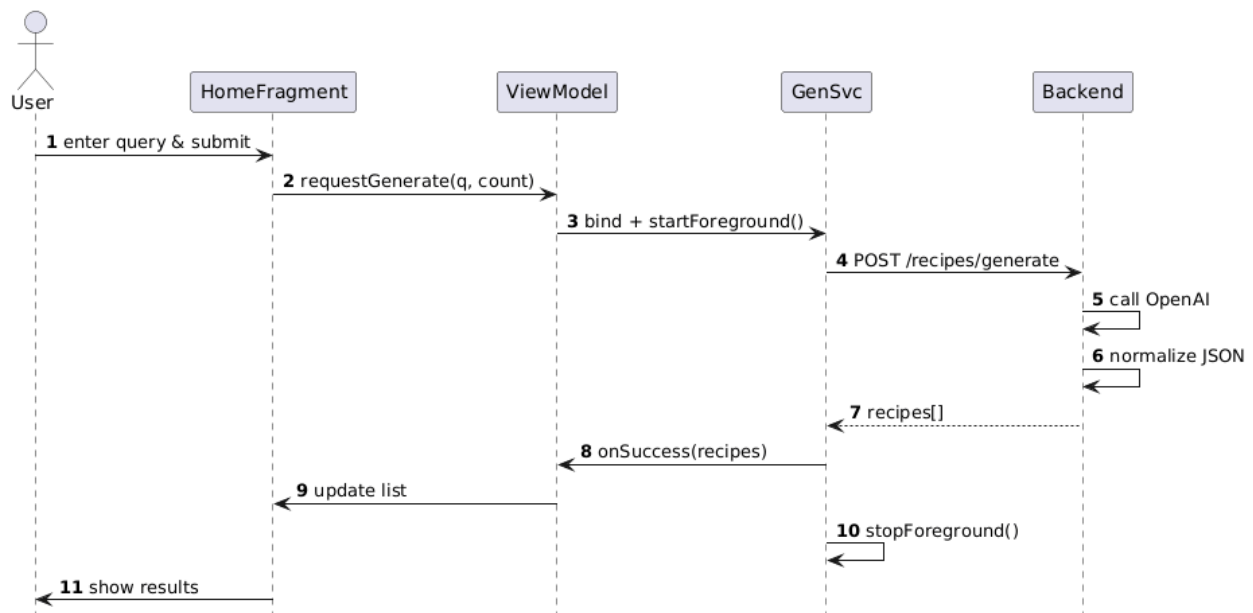 User
HomeFragment
ViewModel
GenSvc
Backend
1 enter query & submit
2 requestGenerate(q, count)
3 bind + startForeground()
4 POST /recipes/generate
5 call OpenAI
6 normalize JSON
7 recipes[]
8 onSuccess(recipes)
9 update list
10 stopForeground()
11 show results